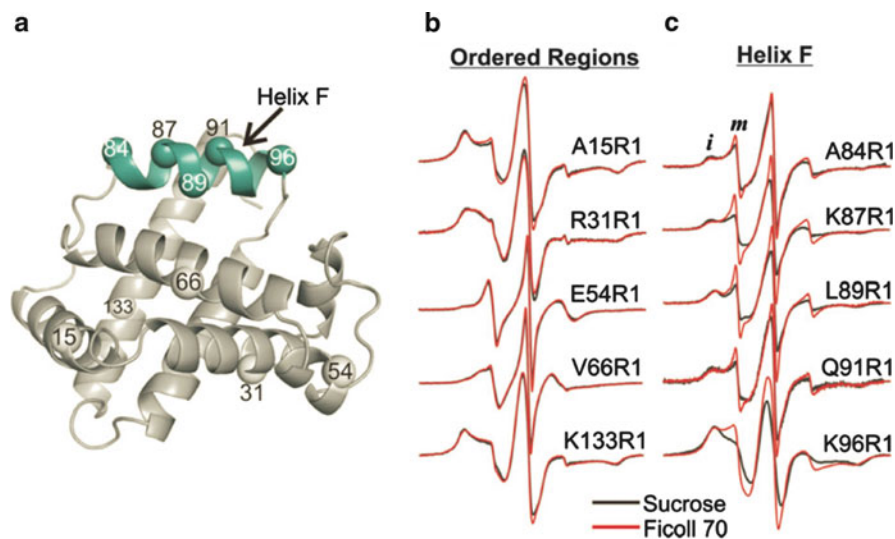 a
Helix F
84
87
91
96
89
66
133
15
31
54
b
Ordered Regions
A15R1
R31R1
E54R1
V66R1
K133R1
c
Helix F
i
m
A84R1
K87R1
L89R1
Q91R1
K96R1
Sucrose
Ficoll 70